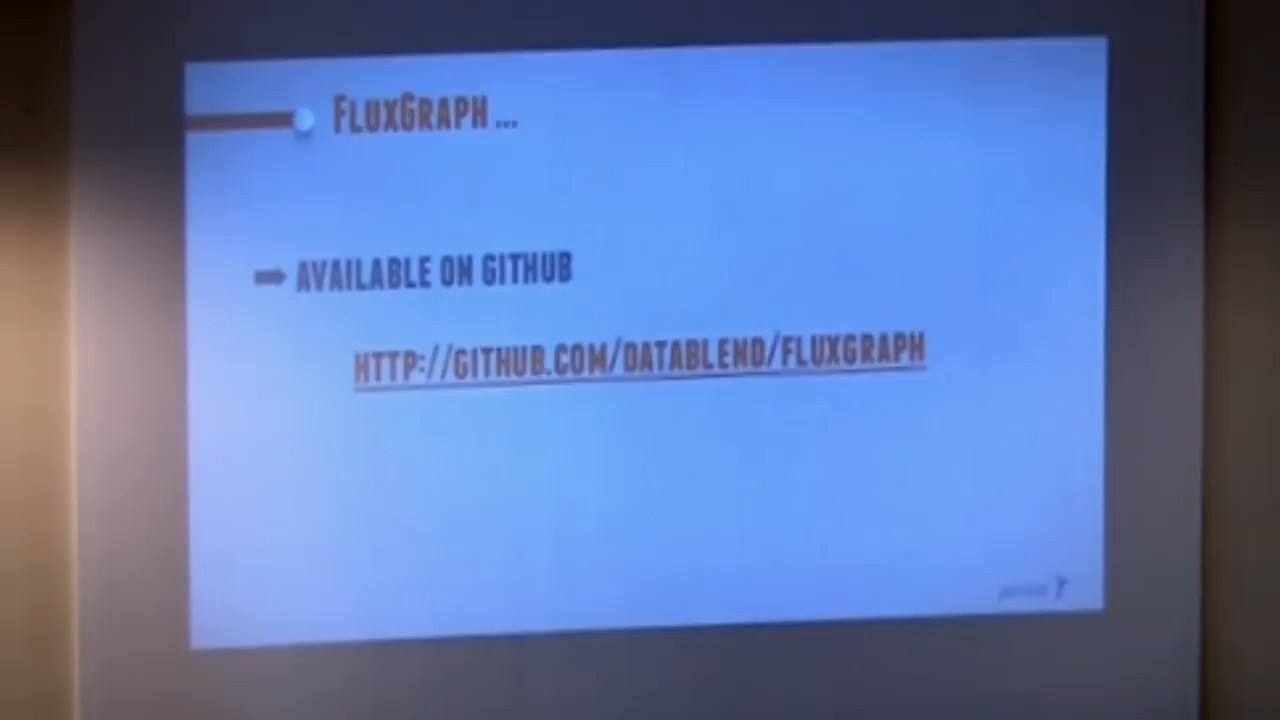 FLUXGRAPH ...
AVAILABLE ON GITHUB
HTTP://GITHUB.COM/DATABLEND/FLUXGRAPH